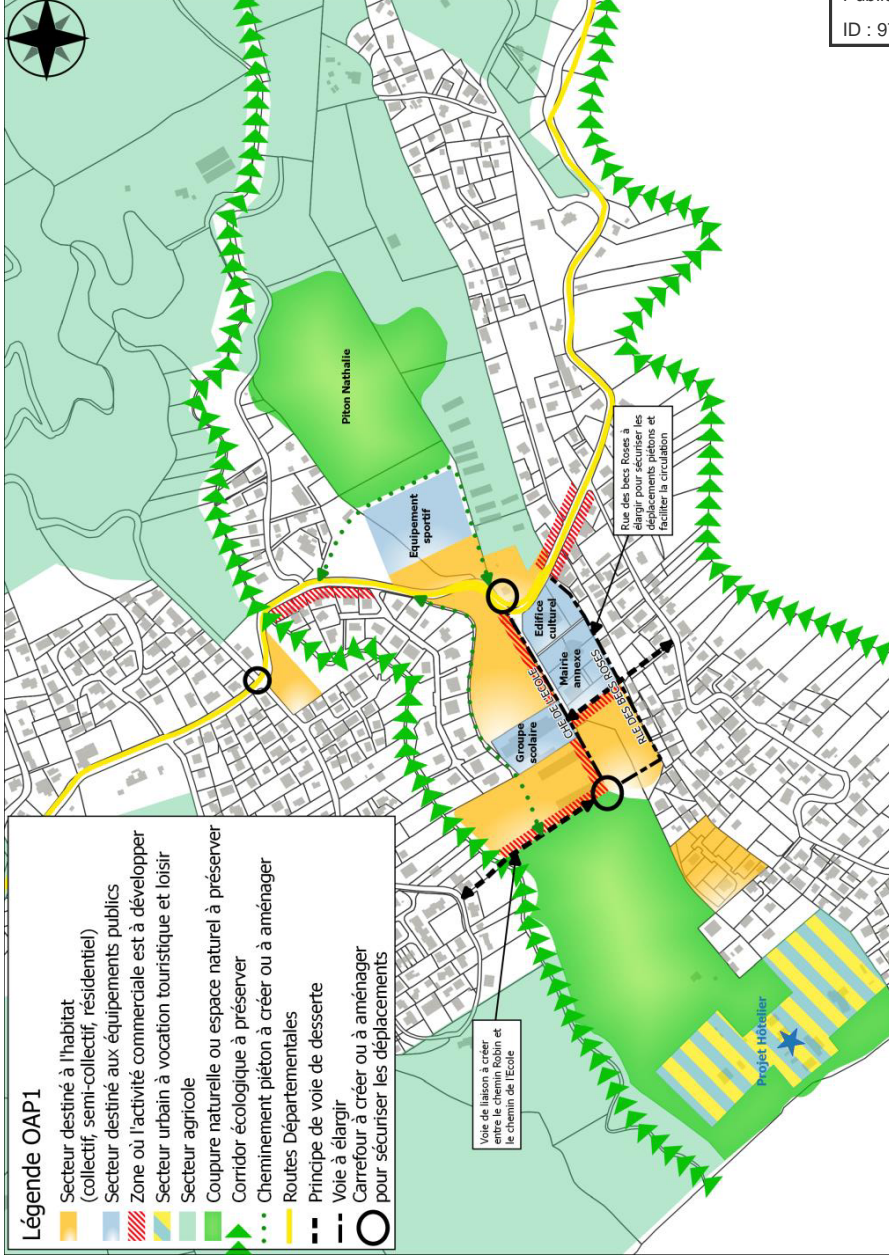 Publié
ID : 97
Légende OAP1
Secteur destiné à l'habitat
(collectif, semi-collectif, résidentiel)
Secteur destiné aux équipements publics
Zone où l'activité commerciale est à développer
Secteur urbain à vocation touristique et loisir
Secteur agricole
Coupure naturelle ou espace naturel à préserver
Corridor écologique à préserver
Cheminement piéton à créer ou à aménager
Routes Départementales
Principe de voie de desserte
Voie à élargir
Carrefour à créer ou à aménager
pour sécuriser les déplacements
Piton Nathalie
Equipement
sportif
Edifice
culturel
Mairie
annexe
Groupe
scolaire
CHE DE L'ECOLE
RUE DES BECS ROSES
Rue des becs Roses à
élargir pour sécuriser les
déplacements piétons et
faciliter la circulation
Voie de liaison à créer
entre le chemin Robin et
le chemin de l'Ecole
Projet Hôtelier